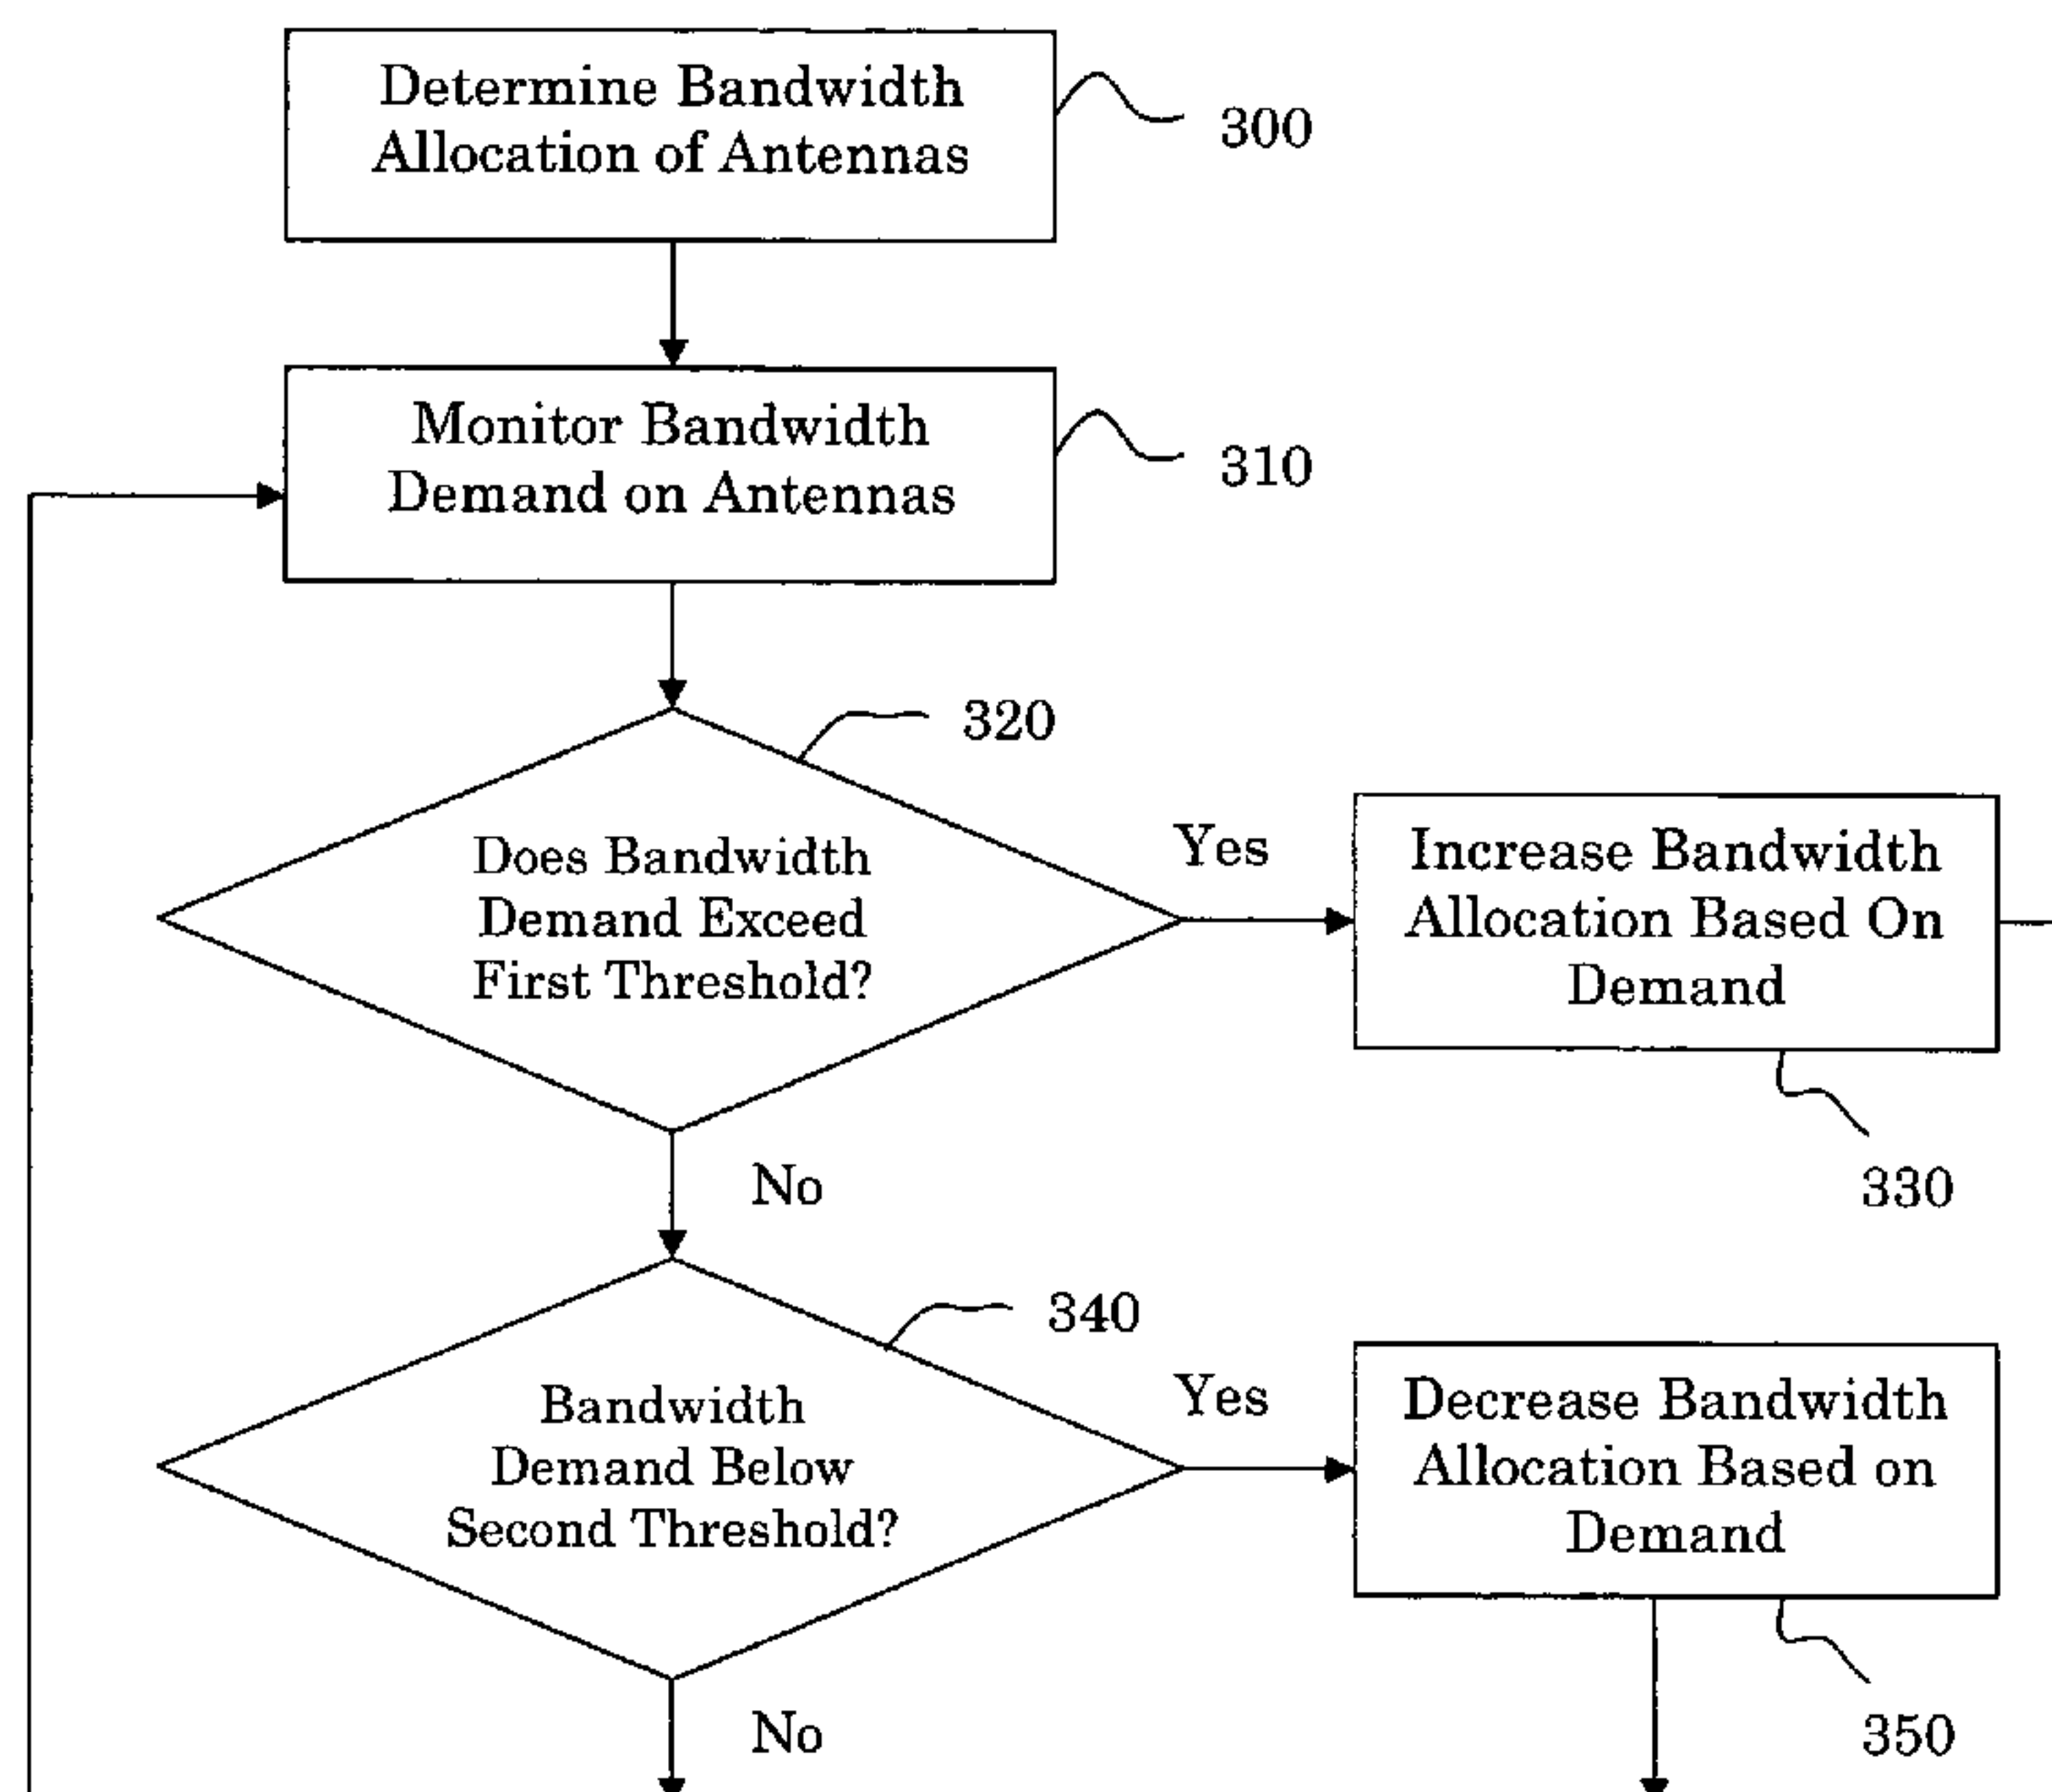 Determine Bandwidth
Allocation of Antennas
300
Monitor Bandwidth
Demand on Antennas
310
320
Does Bandwidth
Demand Exceed
First Threshold?
Yes
Increase Bandwidth
Allocation Based On
Demand
330
No
340
Bandwidth
Demand Below
Second Threshold?
Yes
Decrease Bandwidth
Allocation Based on
Demand
350
No